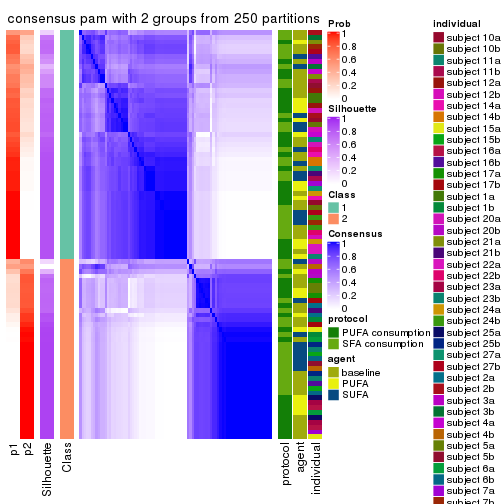 consensus pam with 2 groups from 250 partitions
Prob
1
0.8
0.6
0.4
0.2
0
Silhouette
1
0.8
0.6
0.4
0.2
0
Class
1
2
Consensus
1
0.8
0.6
0.4
0.2
0
protocol
PUFA consumption
SFA consumption
agent
baseline
PUFA
SUFA
individual
subject 10a
subject 10b
subject 11a
subject 11b
subject 12a
subject 12b
subject 14a
subject 14b
subject 15a
subject 15b
subject 16a
subject 16b
subject 17a
subject 17b
subject 1a
subject 1b
subject 20a
subject 20b
subject 21a
subject 21b
subject 22a
subject 22b
subject 23a
subject 23b
subject 24a
subject 24b
subject 25a
subject 25b
subject 27a
subject 27b
subject 2a
subject 2b
subject 3a
subject 3b
subject 4a
subject 4b
subject 5a
subject 5b
subject 6a
subject 6b
subject 7a
subject 7b
p1
p2
Silhouette
Class
protocol
agent
individual